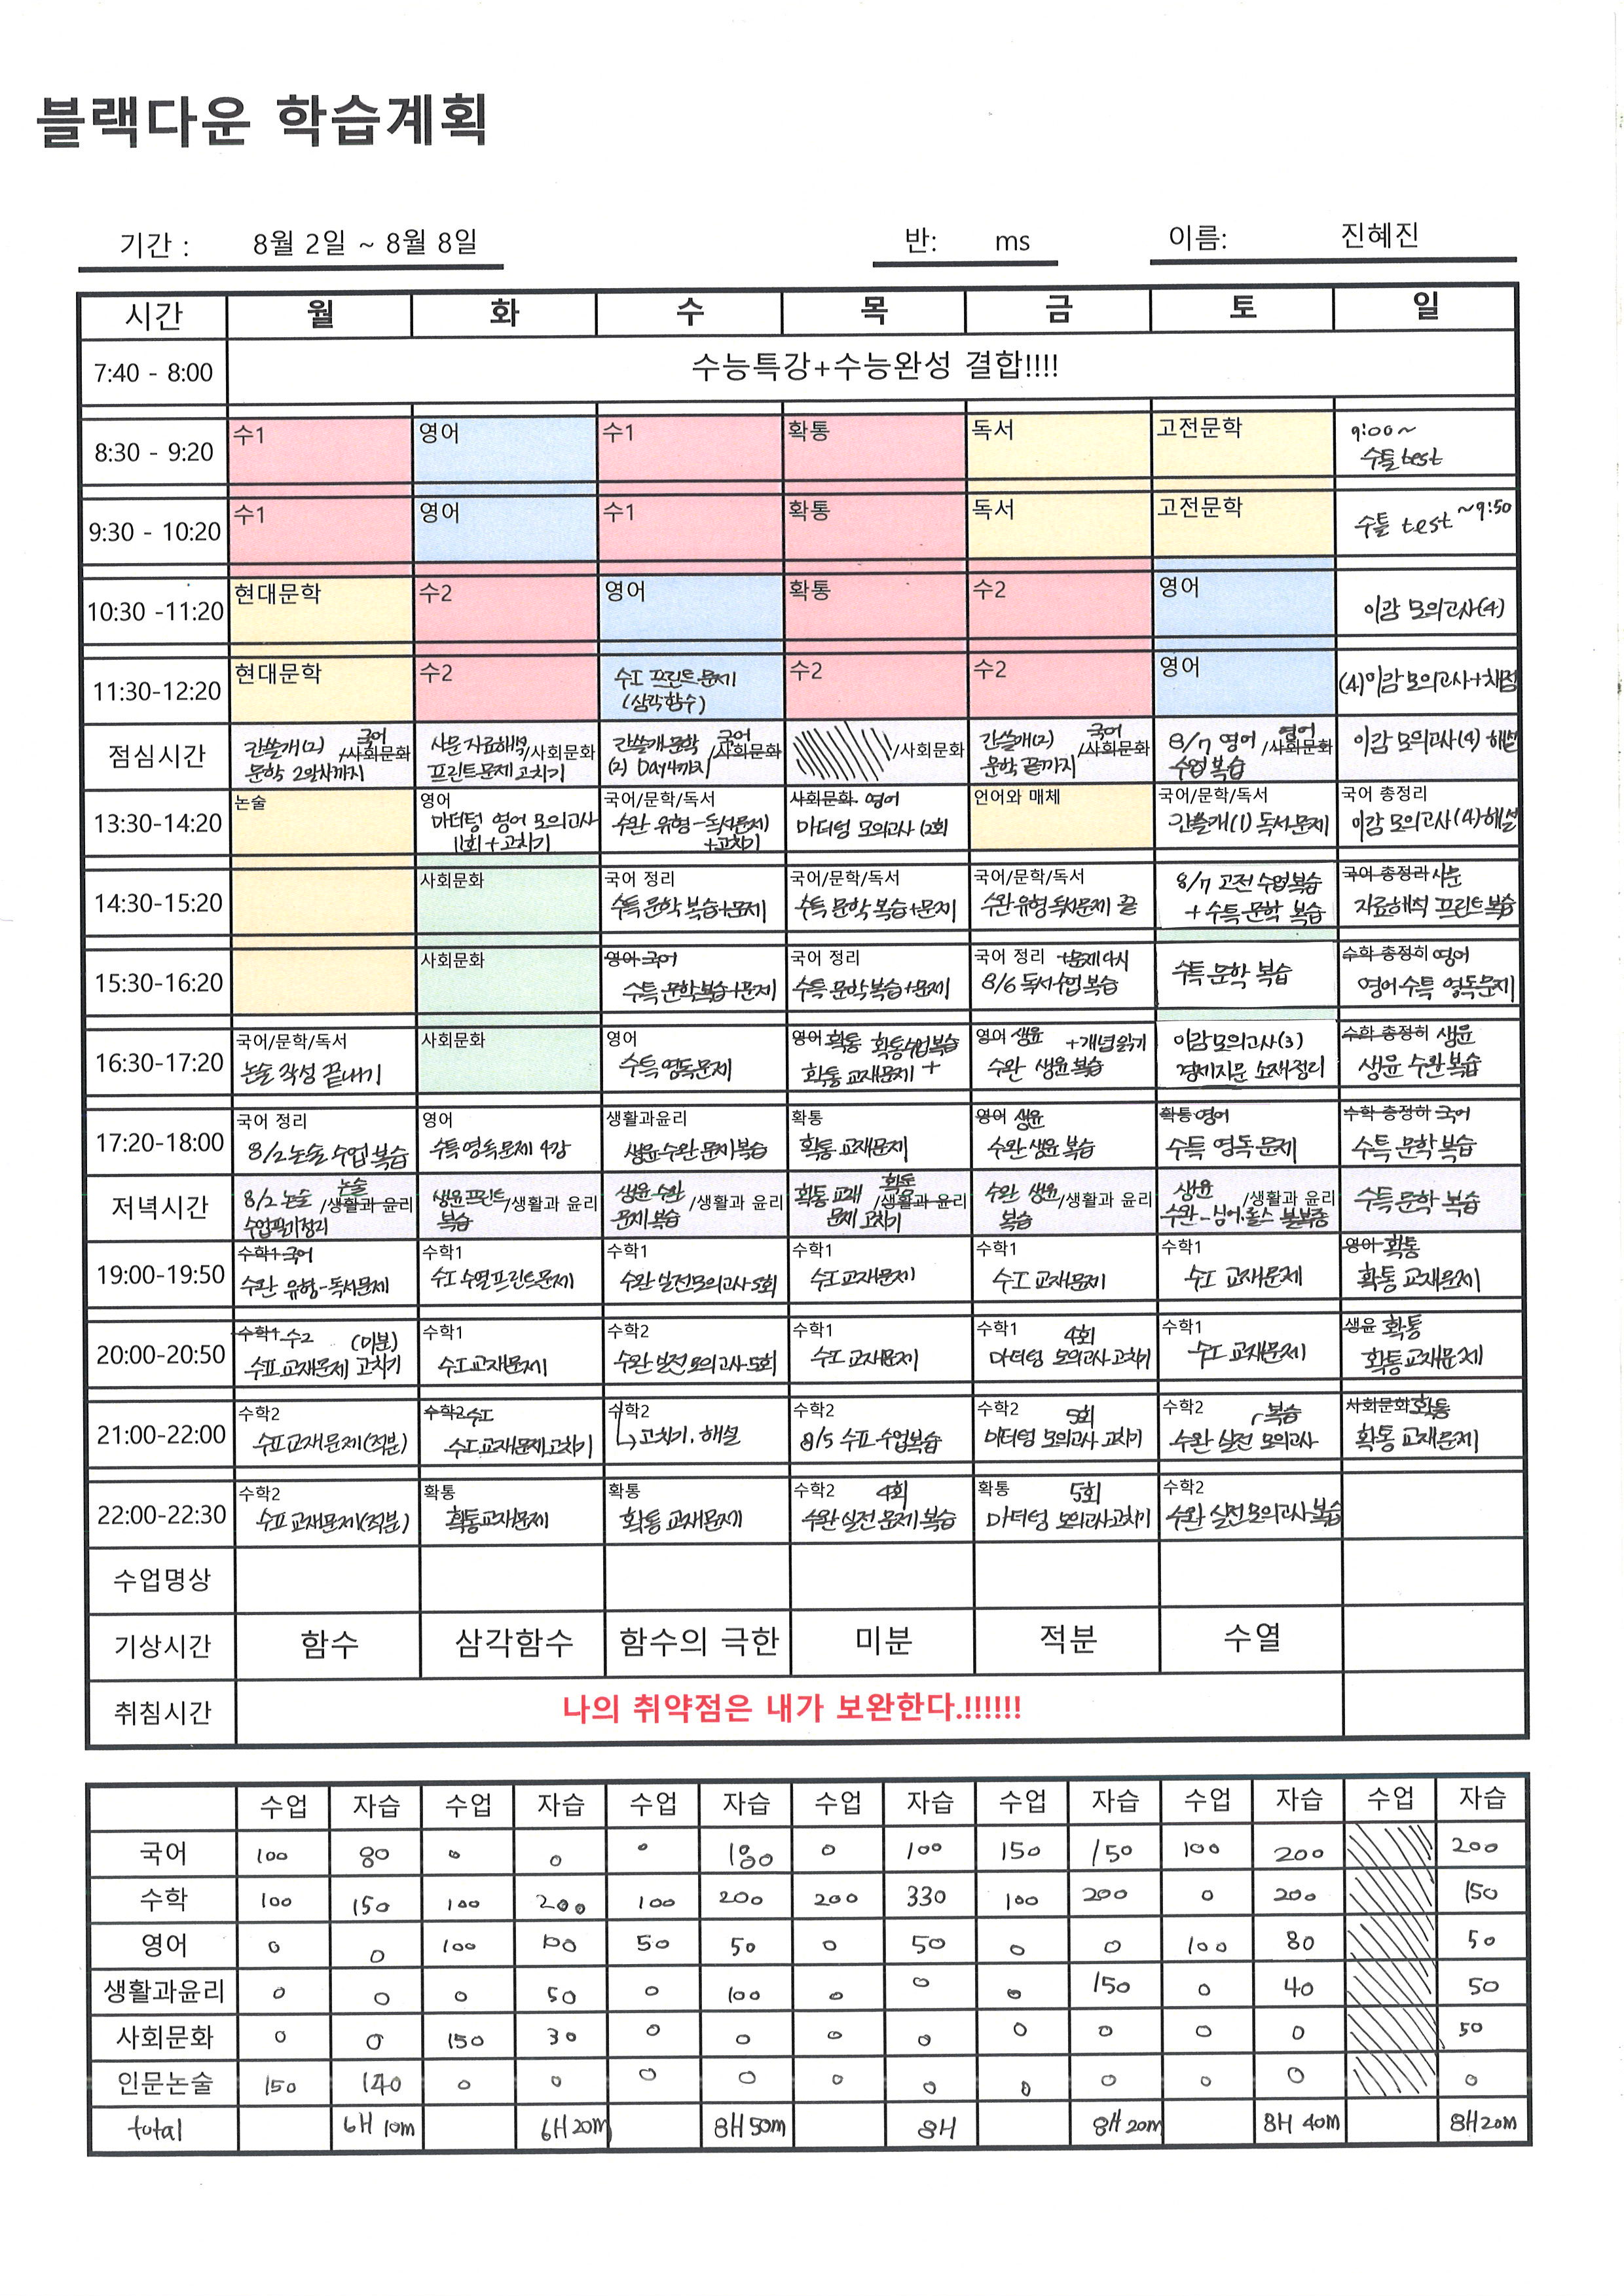 블랙다운 학습계획
기간 : 8월 2일 ~ 8월 8일 반: ms 이름: 진혜진
시간 월 화 수 목 금 토 일
7:40 - 8:00 수능특강+수능완성 결합!!!!
8:30 - 9:20 수1 영어 수1 확통 독서 고전문학 9:00~
수틀 test
9:30 - 10:20 수1 영어 수1 확통 독서 고전문학 수틀 test ~9:50
10:30 -11:20 현대문학 수2 영어 확통 수2 영어 이감 모의고사(4)
11:30-12:20 현대문학 수2 수I 프린트 문제 수2 수2 영어 (4)이감 모의고사+채점
(삼각함수)
점심시간 간쓸개(2) 국어 /사회문화 사문 자료해석 /사회문화 간쓸개 문학 국어 /사회문화 /사회문화 간쓸개(2) 국어 /사회문화 8/7 영어 영어 /사회문화 이감 모의고사(4) 해설
문학 2일차까지 프린트문제 고치기 (2) Day4까지 문학 끝까지 수업 복습
13:30-14:20 논술 영어 국어/문학/독서 사회문화 영어 언어와 매체 국어/문학/독서 국어 총정리
마더텅 영어 모의고사 수완 유형-독서문제 마더텅 모의고사 12회 간쓸개(1) 독서문제 이감 모의고사(4)해설
11회 + 고치기 +고치기
14:30-15:20 사회문화 국어 정리 국어/문학/독서 국어/문학/독서 8/7 고전 수업복습 국어 총정리 사문
수특 문학 복습+문제 수특 문학 복습+문제 수완 유형 독서문제 끝 + 수특 문학 복습 자료해석 프린트 복습
15:30-16:20 사회문화 영어 국어 국어 정리 국어 정리 +문제 다시 수특 문학 복습 수학 총정히 영어
수특 문학복습+문제 수특 문학복습+문제 8/6 독서 수업 복습 영어 수특 영독문제
16:30-17:20 국어/문학/독서 사회문화 영어 영어 확통 확통수업복습 영어 생윤 +개념읽기 이감모의고사(3) 수학 총정히 생윤
논술 작성 끝내기 수특 영독문제 확통 교재문제 + 수완 생윤 복습 경제지문 소재정리 생윤 수완 복습
17:20-18:00 국어 정리 영어 생활과윤리 확통 영어 생윤 확통 영어 수학 총정하 국어
8/2 논술 수업 복습 수특 영독문제 4강 생윤 수완 문제 복습 확통 교재문제 수완 생윤 복습 수특 영독 문제 수특 문학 복습
저녁시간 8/2 논술 논술 /생활과 윤리 생윤프린트 /생활과 윤리 생윤 수완 /생활과 윤리 확통 교재 확통 /생활과 윤리 수완 생윤 /생활과 윤리 생윤 /생활과 윤리 수특 문학 복습
수업필기정리 복습 문제 복습 문제 고치기 복습 수완-싱어.롤스 불복종
19:00-19:50 수학1 국어 수학1 수학1 수학1 수학1 수학1 영어 확통
수완 유형-독서문제 수I 수열프린트문제 수완 실전모의고사 5회 수I 교재문제 수I 교재문제 수I 교재문제 확통 교재문제
20:00-20:50 수학1 수2 (미분) 수학1 수학2 수학1 수학1 4회 수학1 생윤 확통
수II 교재문제 고치기 수I교재문제 수완 실전 모의고사 5회 수I 교재문제 마더텅 모의고사 고치기 수I 교재문제 확통교재문제
21:00-22:00 수학2 수학2 수I 수학2 수학2 수학2 5회 수학2 복습 사회문화 확통
수II교재문제(적분) 수I 교재문제 고치기 고치기. 해설 8/5 수II 수업복습 마더텅 모의고사 고치기 수완 실전 모의고사 확통 교재문제
22:00-22:30 수학2 확통 확통 수학2 4회 확통 5회 수학2
수II 교재문제(적분) 확통교재문제 확통 교재문제 수완 실전 문제 복습 마더텅 모의고사고치기 수완 실전 모의고사 복습
수업명상
기상시간 함수 삼각함수 함수의 극한 미분 적분 수열
취침시간 나의 취약점은 내가 보완한다.!!!!!!
수업 자습 수업 자습 수업 자습 수업 자습 수업 자습 수업 자습 수업 자습
국어 100 80 0 0 0 180 0 100 150 150 100 200 200
수학 100 150 100 200 100 200 200 330 100 200 0 200 150
영어 0 0 100 100 50 50 0 50 0 0 100 80 50
생활과윤리 0 0 0 50 0 100 0 0 0 150 0 40 50
사회문화 0 0 150 30 0 0 0 0 0 0 0 0 50
인문논술 150 140 0 0 0 0 0 0 0 0 0 0 0
total 6H 10m 6H 20m 8H 50m 8H 8H 20m 8H 40m 8H 20m